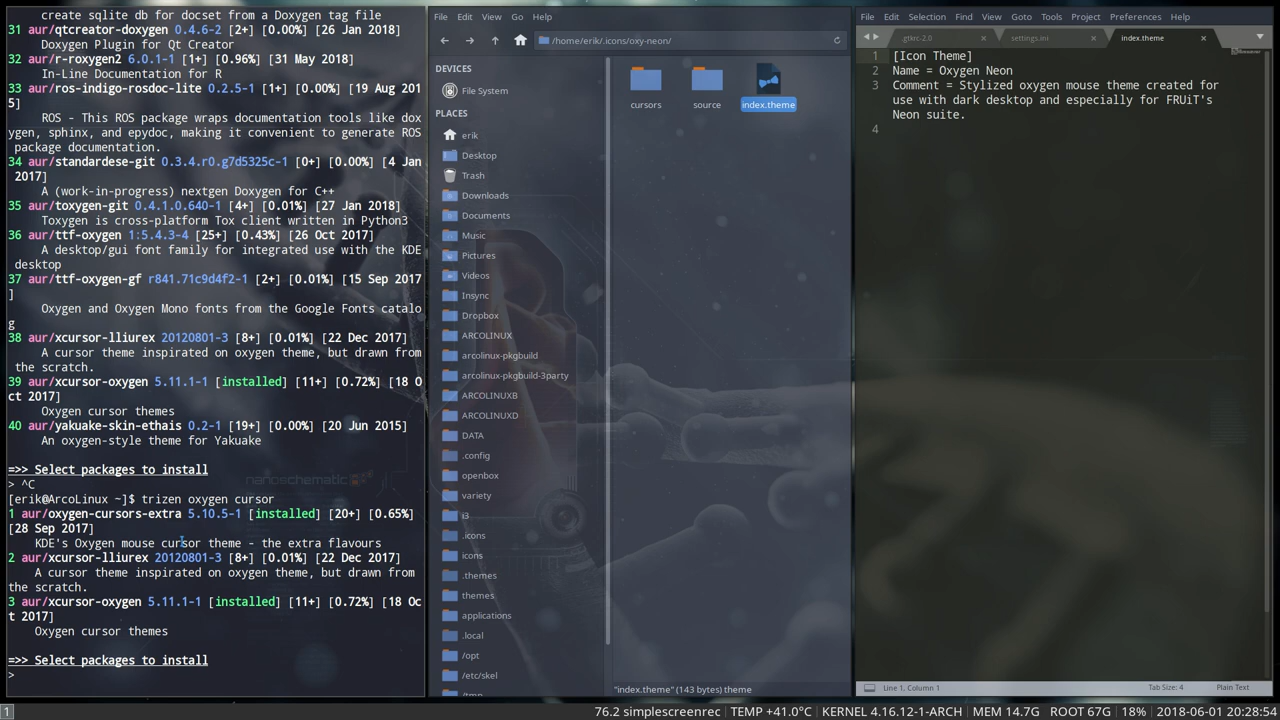 create sqlite db for docset from a Doxygen tag file
31 aur/qtcreator-doxygen 0.4.6-2 [2+] [0.00%] [26 Jan 2018]
Doxygen Plugin for Qt Creator
32 aur/r-roxygen2 6.0.1-1 [1+] [0.96%] [31 May 2018]
In-Line Documentation for R
33 aur/ros-indigo-rosdoc-lite 0.2.5-1 [1+] [0.00%] [19 Aug 201
5]
ROS - This ROS package wraps documentation tools like dox
ygen, sphinx, and epydoc, making it convenient to generate ROS
package documentation.
34 aur/standardese-git 0.3.4.r0.g7d5325c-1 [0+] [0.00%] [4 Jan
2017]
A (work-in-progress) nextgen Doxygen for C++
35 aur/toxygen-git 0.4.1.0.640-1 [4+] [0.01%] [27 Jan 2018]
Toxygen is cross-platform Tox client written in Python3
36 aur/ttf-oxygen 1:5.4.3-4 [25+] [0.43%] [26 Oct 2017]
A desktop/gui font family for integrated use with the KDE
desktop
37 aur/ttf-oxygen-gf r841.71c9d4f2-1 [2+] [0.01%] [15 Sep 2017
]
Oxygen and Oxygen Mono fonts from the Google Fonts catalo
g
38 aur/xcursor-lliurex 20120801-3 [8+] [0.01%] [22 Dec 2017]
A cursor theme inspirated on oxygen theme, but drawn from
the scratch.
39 aur/xcursor-oxygen 5.11.1-1 [installed] [11+] [0.72%] [18 O
ct 2017]
Oxygen cursor themes
40 aur/yakuake-skin-ethais 0.2-1 [19+] [0.00%] [20 Jun 2015]
An oxygen-style theme for Yakuake
=>> Select packages to install
> ^C
[erik@ArcoLinux ~]$ trizen oxygen cursor
1 aur/oxygen-cursors-extra 5.10.5-1 [installed] [20+] [0.65%]
[28 Sep 2017]
KDE's Oxygen mouse cursor theme - the extra flavours
2 aur/xcursor-lliurex 20120801-3 [8+] [0.01%] [22 Dec 2017]
A cursor theme inspirated on oxygen theme, but drawn from
the scratch.
3 aur/xcursor-oxygen 5.11.1-1 [installed] [11+] [0.72%] [18 Oc
t 2017]
Oxygen cursor themes
=>> Select packages to install
>
nanoschematic
File Edit View Go Help
/home/erik/.icons/oxy-neon/
DEVICES
File System
PLACES
erik
Desktop
Trash
Downloads
Documents
Music
Pictures
Videos
Insync
Dropbox
ARCOLINUX
arcolinux-pkgbuild
arcolinux-pkgbuild-3party
ARCOLINUXB
ARCOLINUXD
DATA
.config
openbox
variety
i3
.icons
icons
.themes
themes
applications
.local
/opt
/etc/skel
/tmp
cursors source index.theme
"index.theme" (143 bytes) theme
File Edit Selection Find View Goto Tools Project Preferences Help
.gtkrc-2.0 settings.ini index.theme
1 [Icon Theme]
2 Name = Oxygen Neon
3 Comment = Stylized oxygen mouse theme created for
use with dark desktop and especially for FRUiT's
Neon suite.
4
Line 1, Column 1 Tab Size: 4 Plain Text
1 76.2 simplescreenrec TEMP +41.0°C KERNEL 4.16.12-1-ARCH MEM 14.7G ROOT 67G 18% 2018-06-01 20:28:54